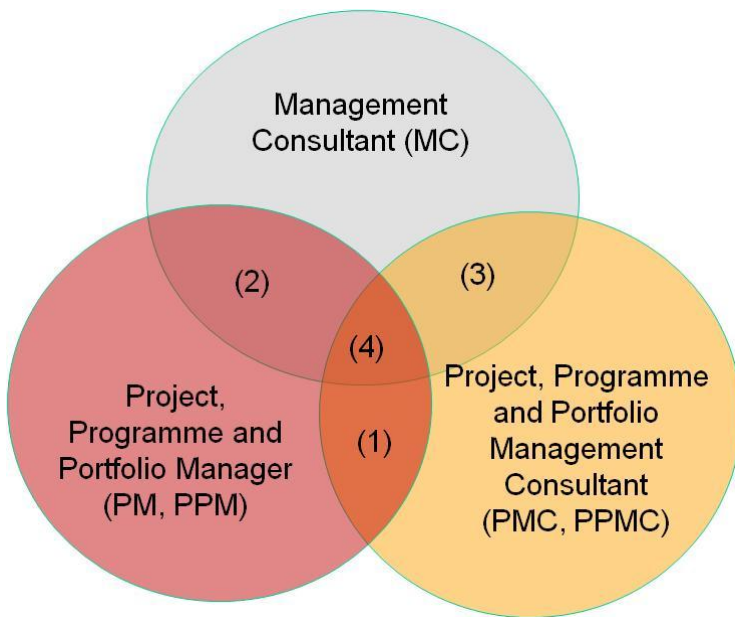 Management
Consultant (MC)
(2)
(3)
(4)
Project,
Programme and
Portfolio Manager
(PM, PPM)
(1)
Project, Programme
and Portfolio
Management
Consultant
(PMC, PPMC)